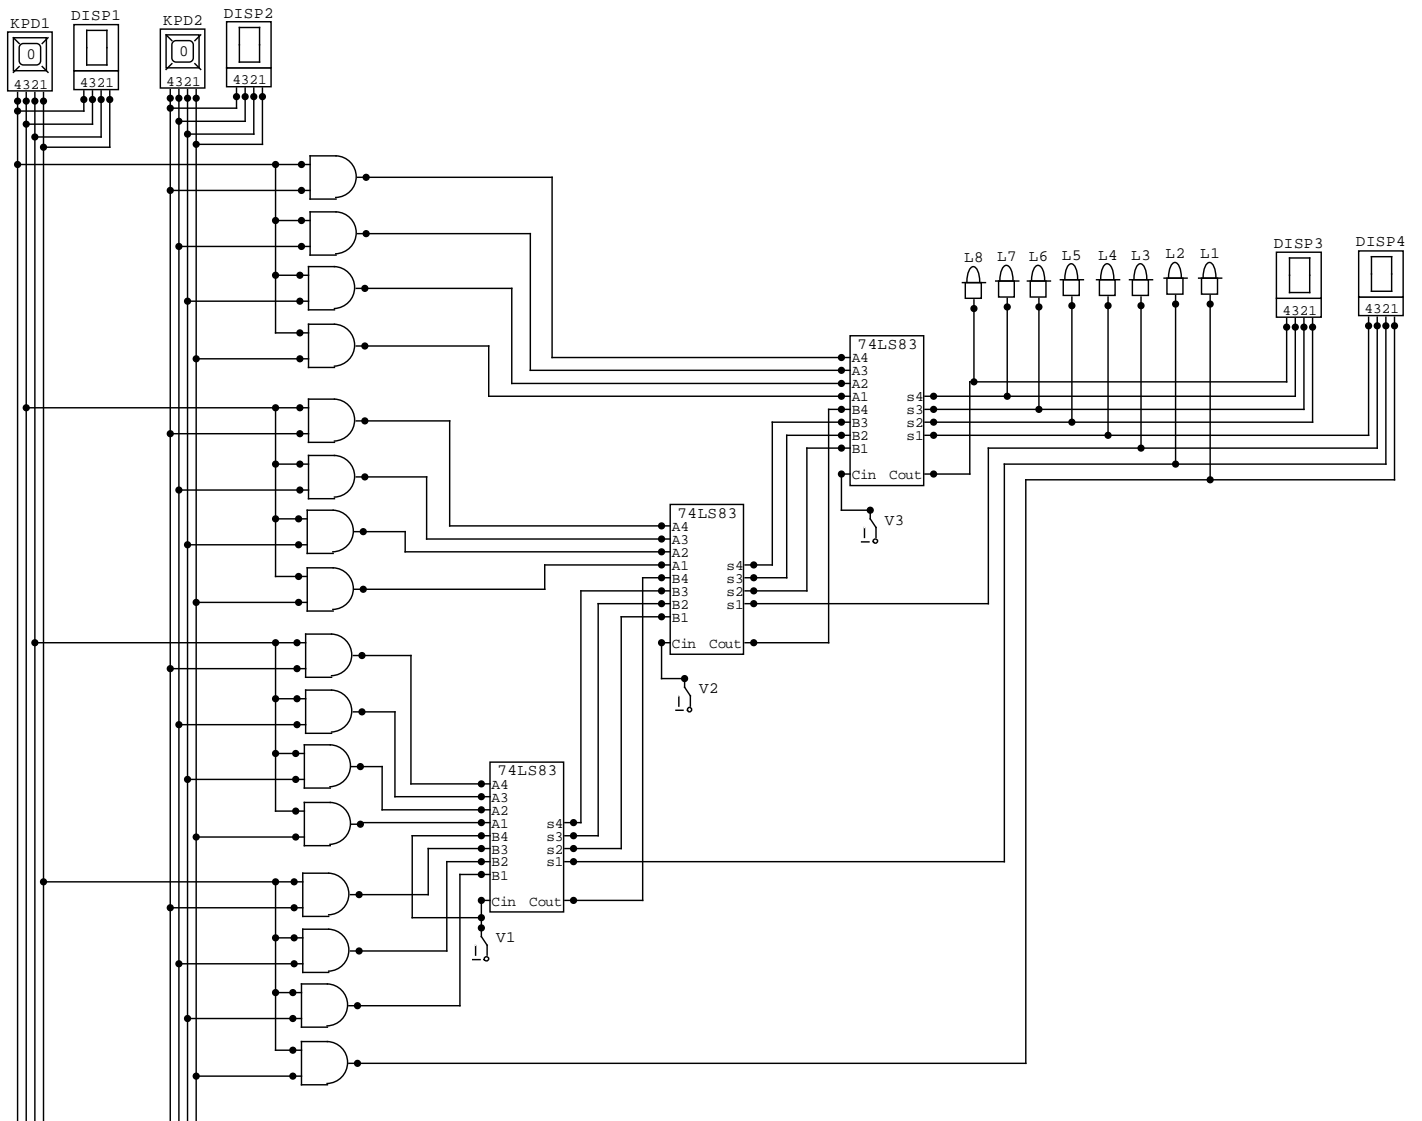 KPD1
DISP1
KPD2
DISP2
0
0
4321
4321
4321
4321
L8
L7
L6
L5
L4
L3
L2
L1
DISP3
DISP4
4321
4321
74LS83
A4
A3
A2
A1
B4
B3
B2
B1
s4
s3
s2
s1
Cin Cout
V3
74LS83
A4
A3
A2
A1
B4
B3
B2
B1
s4
s3
s2
s1
Cin Cout
V2
74LS83
A4
A3
A2
A1
B4
B3
B2
B1
s4
s3
s2
s1
Cin Cout
V1